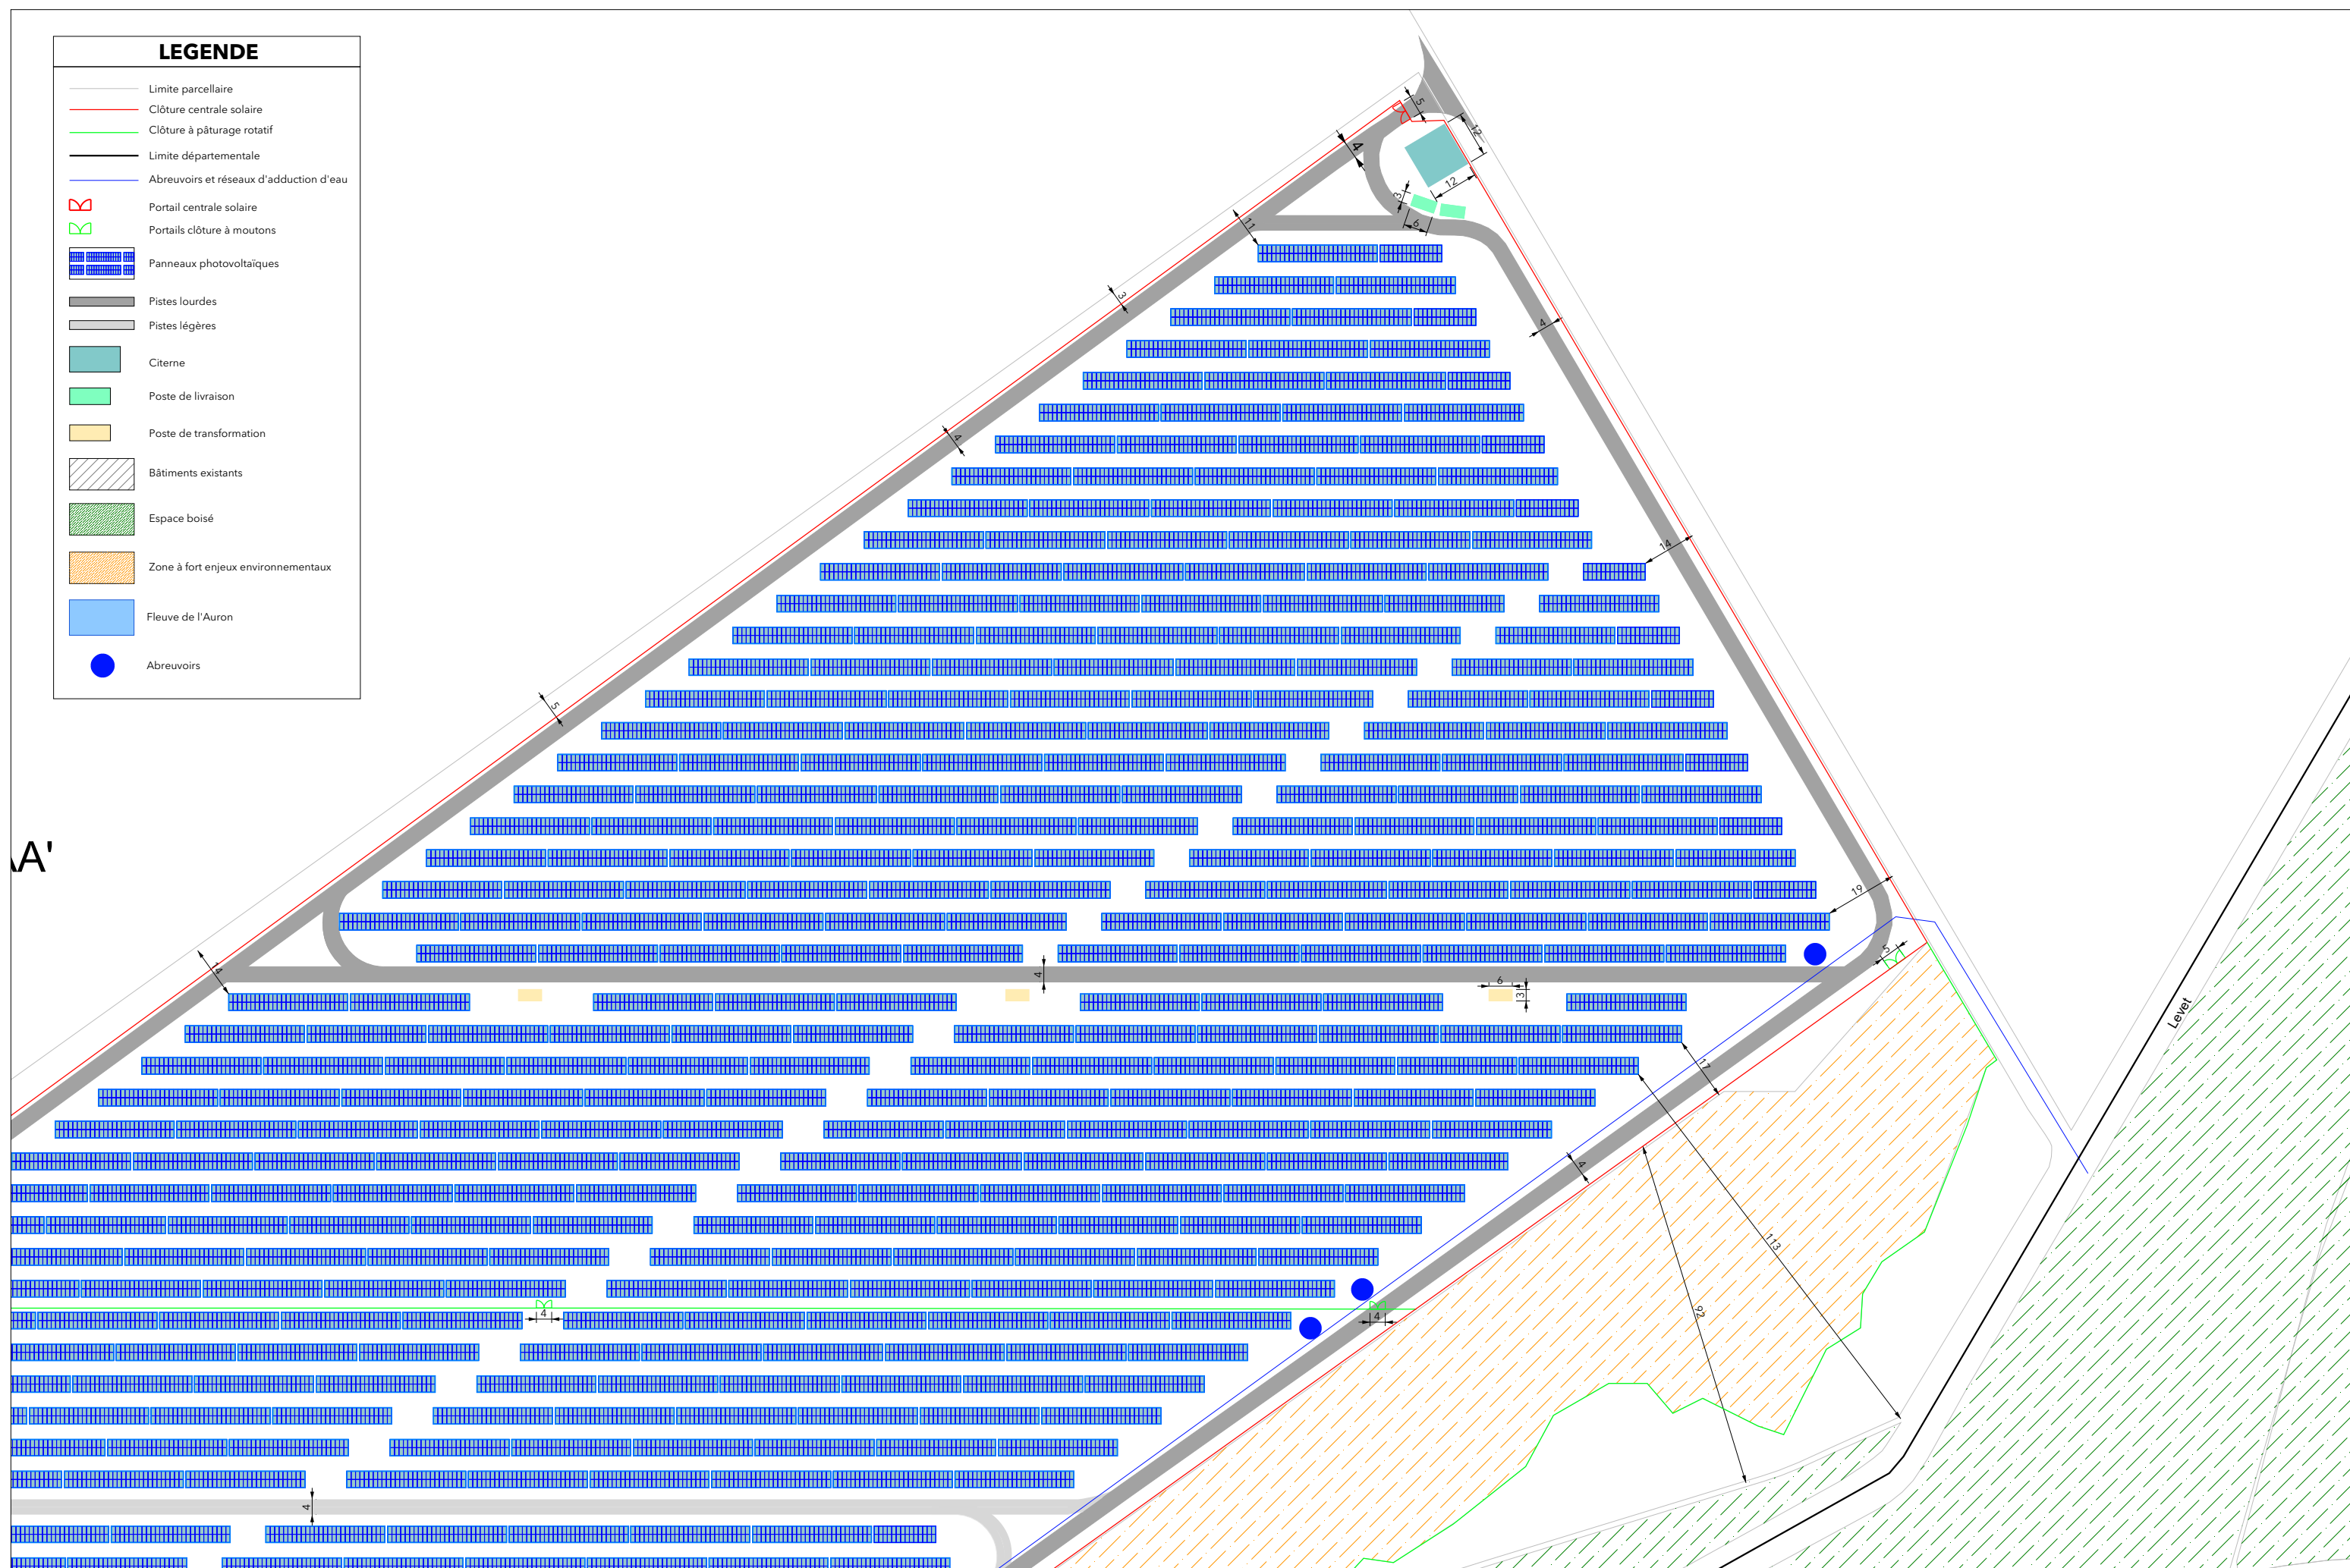 LEGENDE
Limite parcellaire
Clôture centrale solaire
Clôture à pâturage rotatif
Limite départementale
Abreuvoirs et réseaux d'adduction d'eau
Portail centrale solaire
Portails clôture à moutons
Panneaux photovoltaïques
Pistes lourdes
Pistes légères
Citerne
Poste de livraison
Poste de transformation
Bâtiments existants
Espace boisé
Zone à fort enjeux environnementaux
Fleuve de l'Auron
Abreuvoirs
5
12
4
12
3
6
11
3
4
4
14
5
AA'
19
14
5
4
6
3
Levet
17
4
113
92
4
4
4